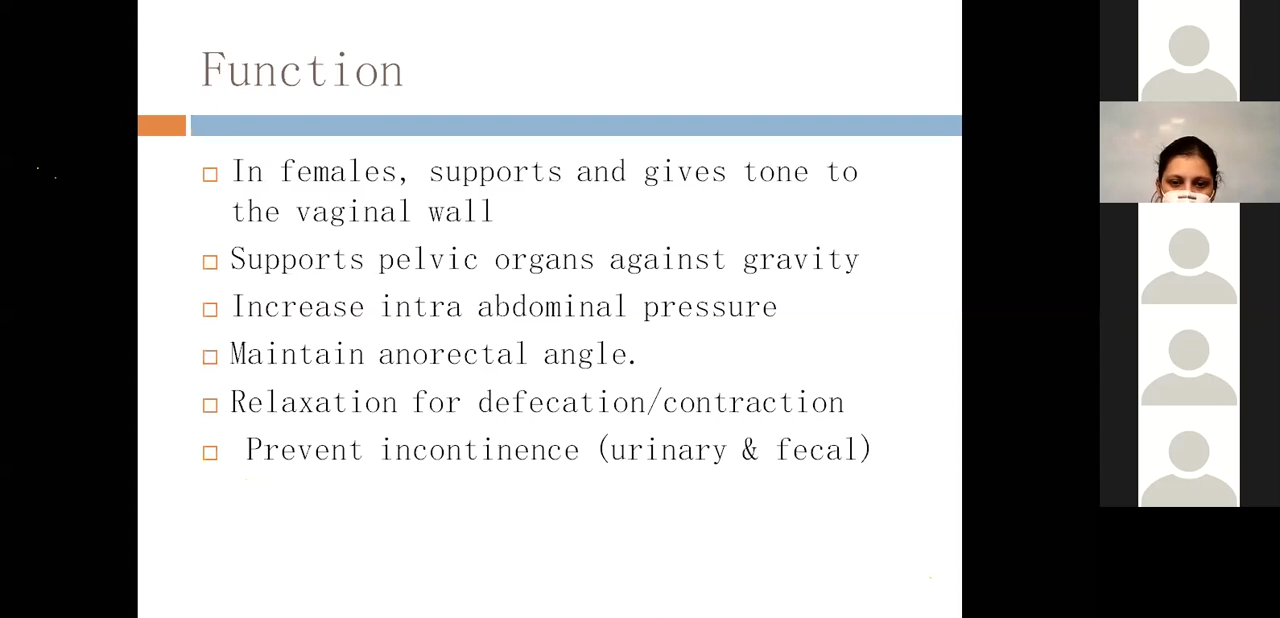 Function
In females, supports and gives tone to
the vaginal wall
Supports pelvic organs against gravity
Increase intra abdominal pressure
Maintain anorectal angle.
Relaxation for defecation/contraction
Prevent incontinence (urinary & fecal)